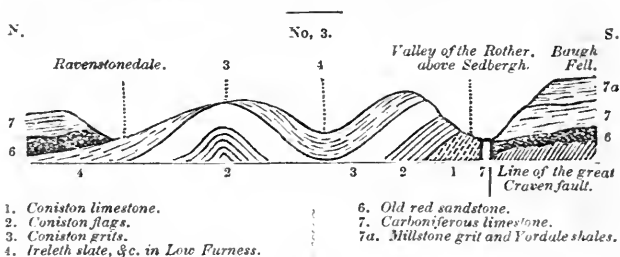 No, 3.
N.
S.
Ravenstonedale.
3
4
Valley of the Rother.
above Sedbergh.
Baugh
Fell.
7a
7
7
6
6
4
2
3
2
1
7
Line of the great
Craven fault.
1. Coniston limestone.
2. Coniston flags.
3. Coniston grits.
4. Ireleth slate, &c. in Low Furness.
6. Old red sandstone.
7. Carboniferous limestone.
7a. Millstone grit and Yordale shales.